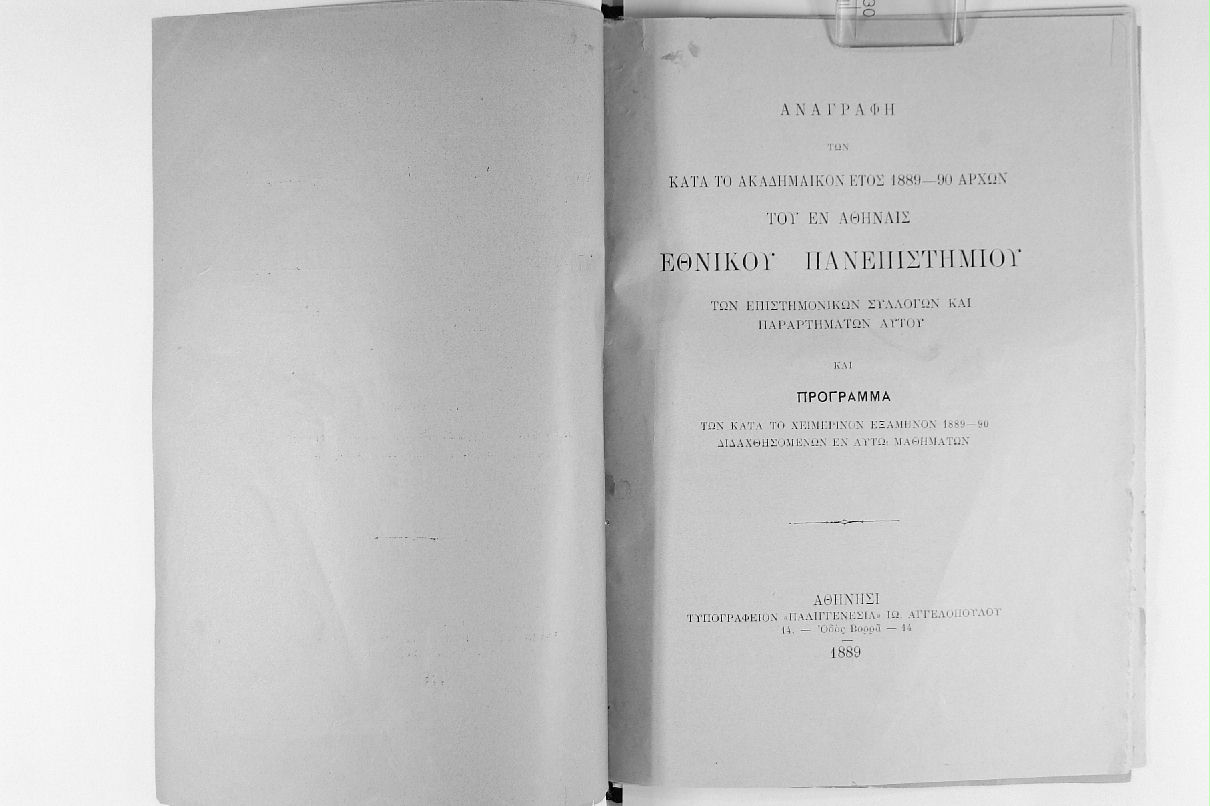 30
ΑΝΑΓΡΑΦΗ
ΤΩΝ
ΚΑΤΑ ΤΟ ΑΚΑΔΗΜΑΙΚΟΝ ΕΤΟΣ 1889—90 ΑΡΧΩΝ
ΤΟΥ ΕΝ ΑΘΗΝΑΙΣ
ΕΘΝΙΚΟΥ ΠΑΝΕΠΙΣΤΗΜΙΟΥ
ΤΩΝ ΕΠΙΣΤΗΜΟΝΙΚΩΝ ΣΥΛΛΟΓΩΝ ΚΑΙ
ΠΑΡΑΡΤΗΜΑΤΩΝ ΑΥΤΟΥ
ΚΑΙ
ΠΡΟΓΡΑΜΜΑ
ΤΩΝ ΚΑΤΑ ΤΟ ΧΕΙΜΕΡΙΝΟΝ ΕΞΑΜΗΝΟΝ 1889—90
ΔΙΔΑΧΘΗΣΟΜΕΝΩΝ ΕΝ ΑΥΤΩι ΜΑΘΗΜΑΤΩΝ
ΑΘΗΝΗΣΙ
ΤΥΠΟΓΡΑΦΕΙΟΝ «ΠΑΛΙΓΓΕΝΕΣΙΑ» ΙΩ. ΑΓΓΕΛΟΠΟΥΛΟΥ
14. — Ὁδὸς Βορρᾶ — 14
1889